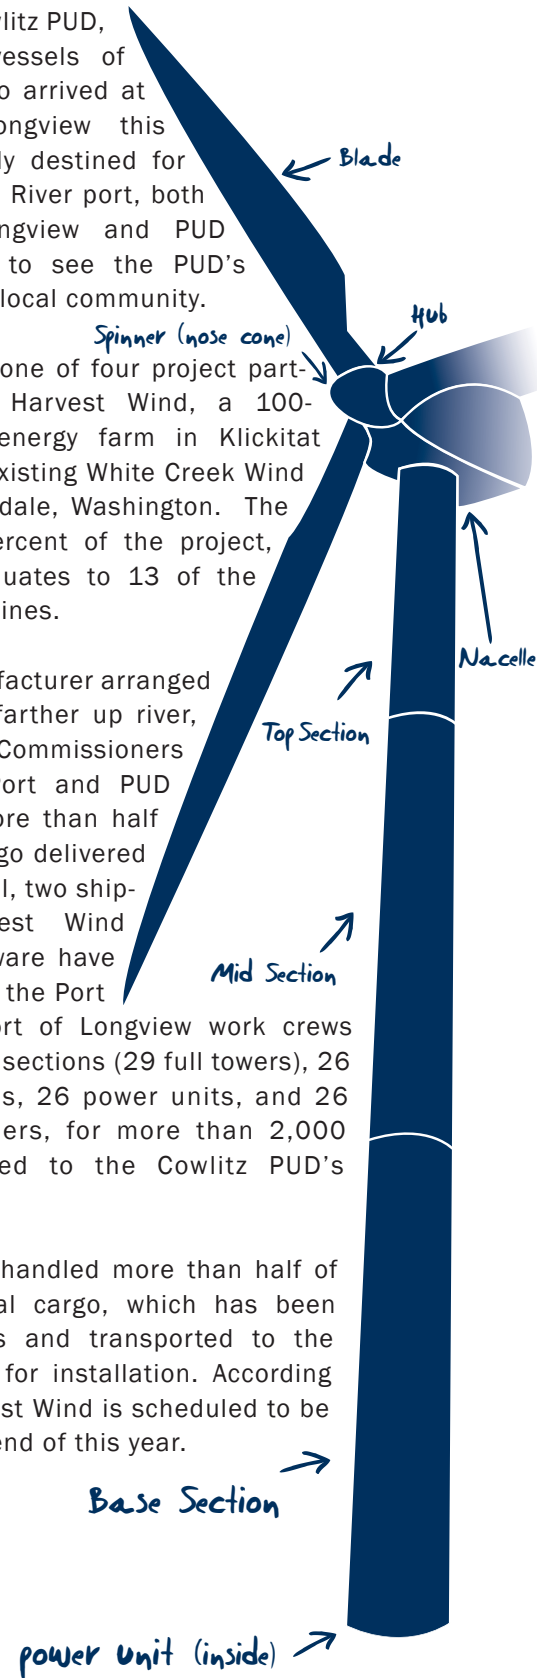 wlitz PUD,
vessels of
o arrived at
ongview this
ly destined for
River port, both
ngview and PUD
to see the PUD's
local community.
Blade
Hub
Spinner (nose cone)
one of four project part-
Harvest Wind, a 100-
energy farm in Klickitat
xisting White Creek Wind
dale, Washington. The
ercent of the project,
uates to 13 of the
ines.
Nacelle
facturer arranged
farther up river,
Top Section
Commissioners
ort and PUD
ore than half
go delivered
l, two ship-
est Wind
ware have
Mid Section
the Port
ort of Longview work crews
sections (29 full towers), 26
s, 26 power units, and 26
ers, for more than 2,000
ed to the Cowlitz PUD's
handled more than half of
al cargo, which has been
s and transported to the
for installation. According
st Wind is scheduled to be
end of this year.
Base Section
power unit (inside)